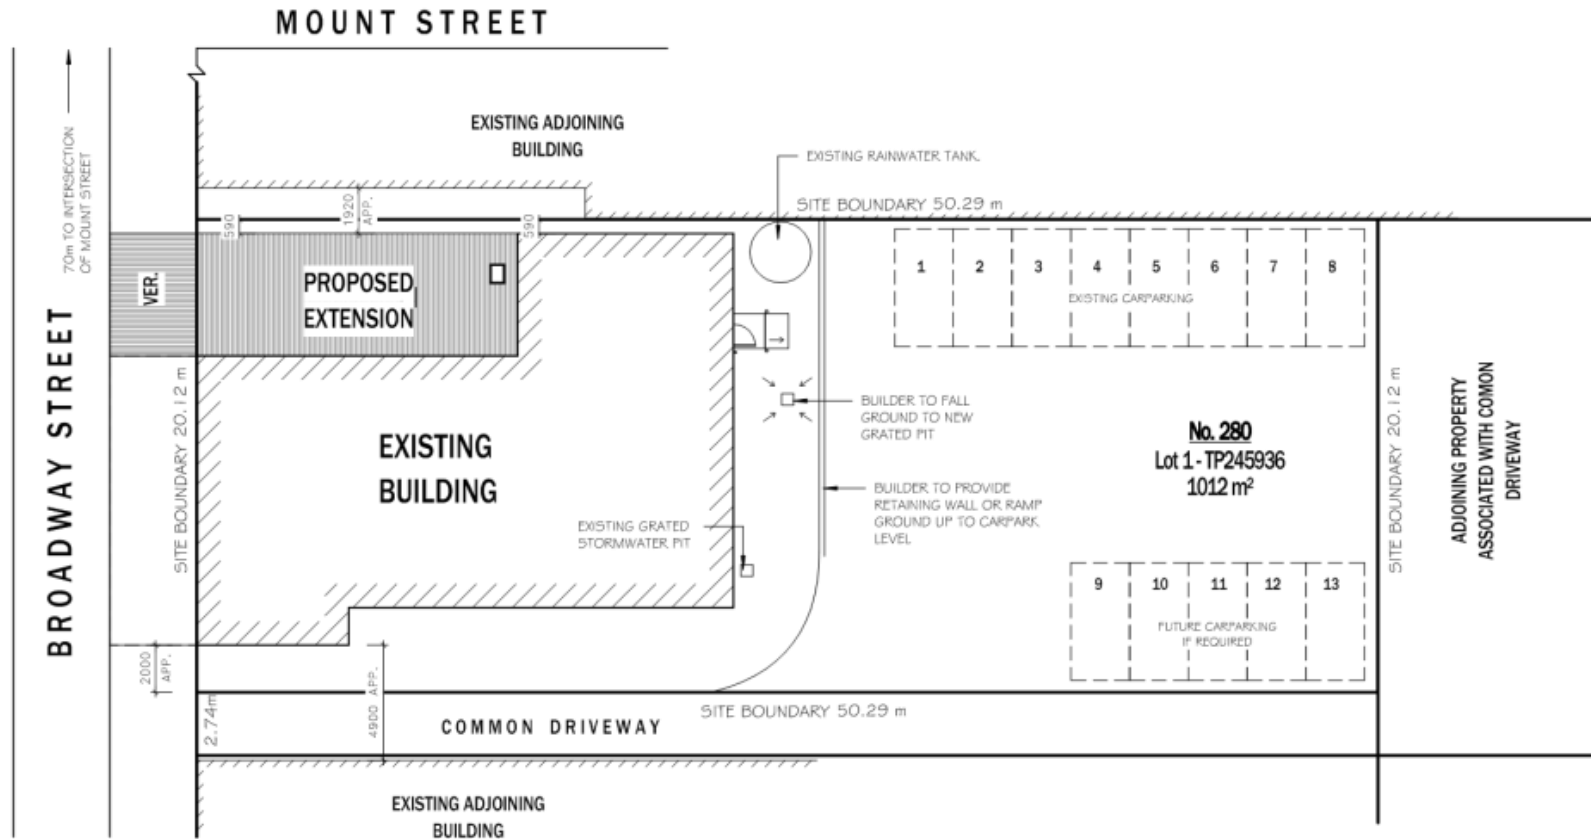 MOUNT STREET
70m TO INTERSECTION
OF MOUNT STREET
BROADWAY STREET
EXISTING ADJOINING
BUILDING
EXISTING RAINWATER TANK
SITE BOUNDARY 50.29 m
590
1920
APP.
590
VER.
PROPOSED
EXTENSION
1
2
3
4
5
6
7
8
EXISTING CARPARKING
SITE BOUNDARY 20.12 m
EXISTING
BUILDING
BUILDER TO FALL
GROUND TO NEW
GRATED PIT
BUILDER TO PROVIDE
RETAINING WALL OR RAMP
GROUND UP TO CARPARK
LEVEL
EXISTING GRATED
STORMWATER PIT
No. 280
Lot 1 - TP245936
1012 m²
SITE BOUNDARY 20.12 m
ADJOINING PROPERTY
ASSOCIATED WITH COMON
DRIVEWAY
9
10
11
12
13
FUTURE CARPARKING
IF REQUIRED
2000
APP.
2.74m
4900 APP.
COMMON DRIVEWAY
SITE BOUNDARY 50.29 m
EXISTING ADJOINING
BUILDING